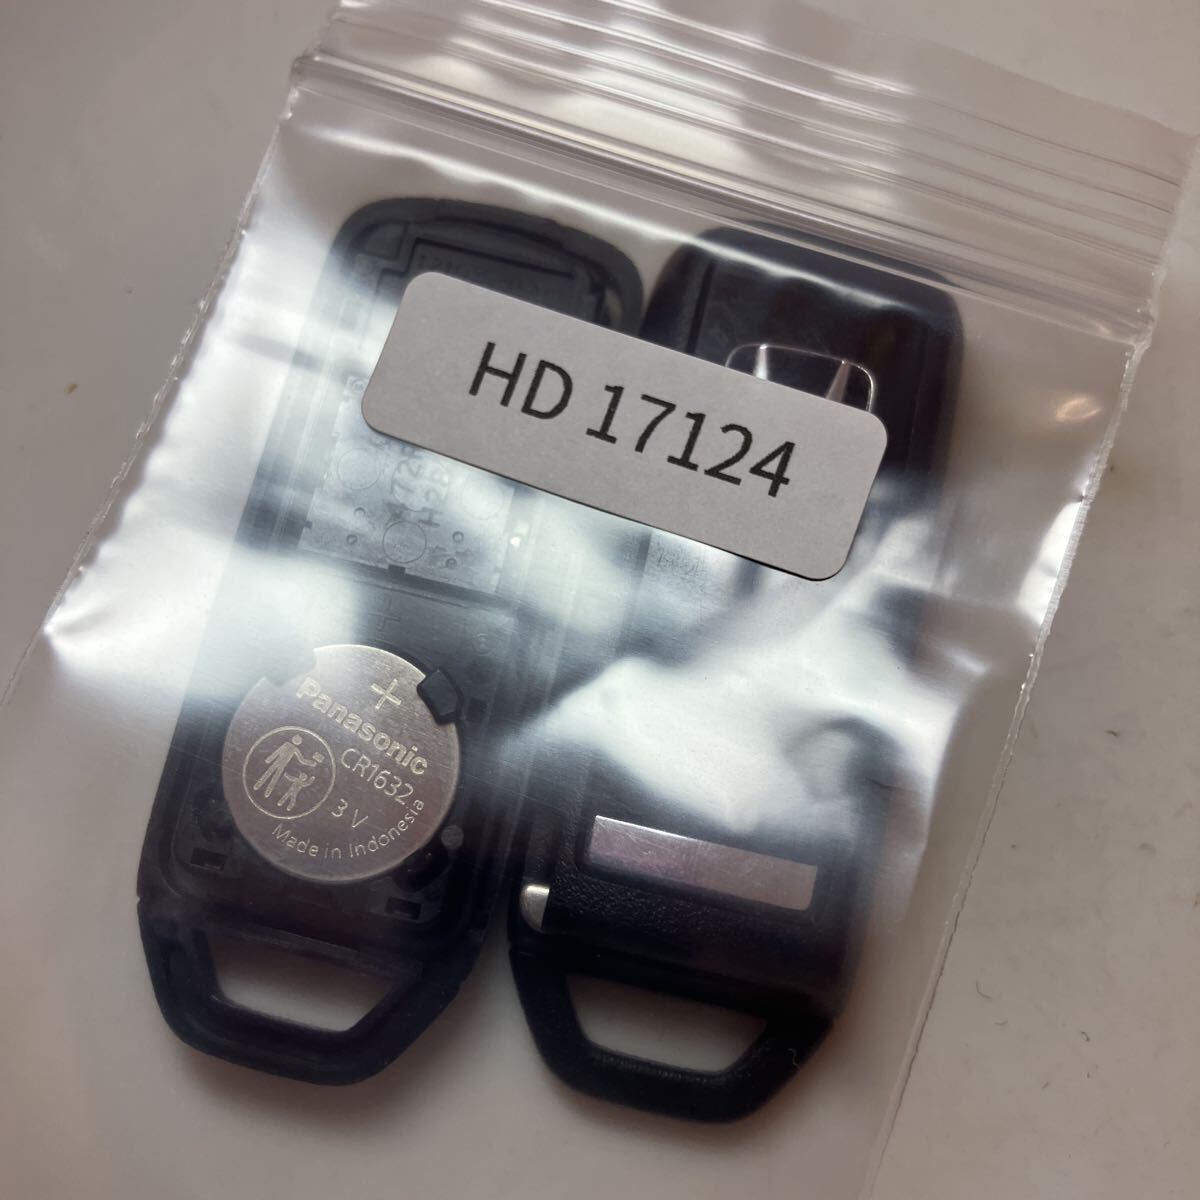 HD 17124
+
Panasonic
CR1632
3 V
Made in Indonesia